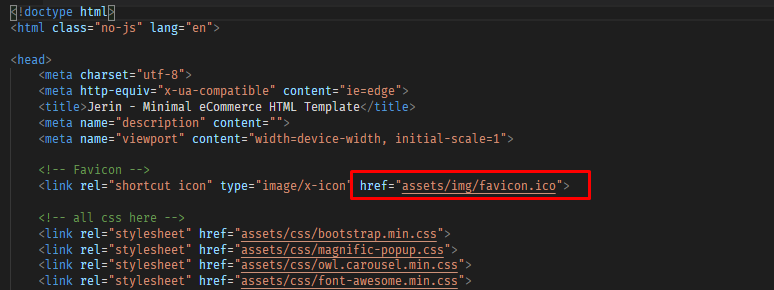 <!doctype html>
<html class="no-js" lang="en">
<head>
<meta charset="utf-8">
<meta http-equiv="x-ua-compatible" content="ie=edge">
<title>Jerin - Minimal eCommerce HTML Template</title>
<meta name="description" content="">
<meta name="viewport" content="width=device-width, initial-scale=1">
<!-- Favicon -->
<link rel="shortcut icon" type="image/x-icon" href="assets/img/favicon.ico">
<!-- all css here -->
<link rel="stylesheet" href="assets/css/bootstrap.min.css">
<link rel="stylesheet" href="assets/css/magnific-popup.css">
<link rel="stylesheet" href="assets/css/owl.carousel.min.css">
<link rel="stylesheet" href="assets/css/font-awesome.min.css">